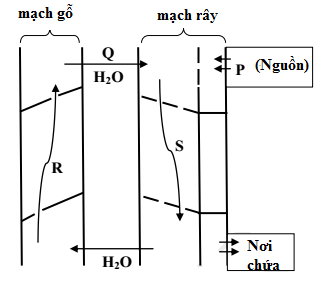 mạch gỗ
mạch rây
Q
H₂O
P
(Nguồn)
R
S
H₂O
Nơi
chứa